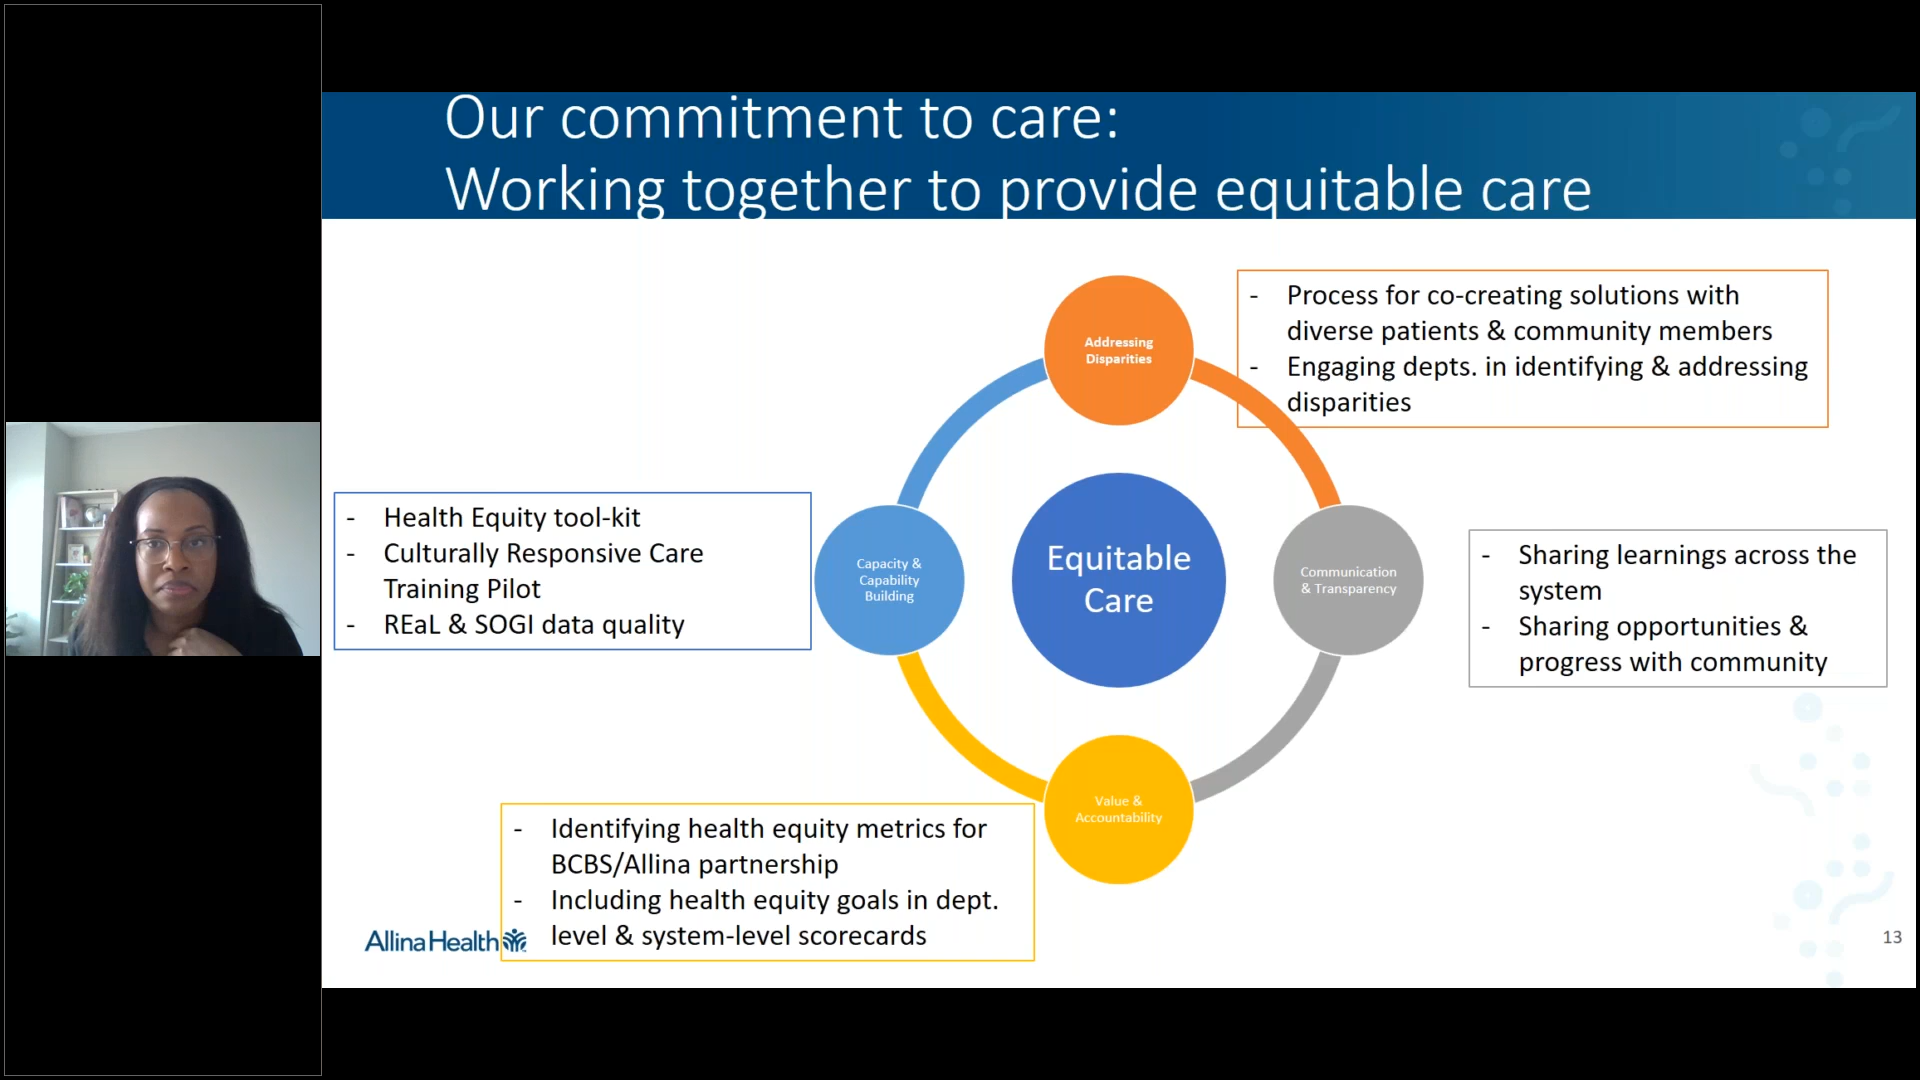 Our commitment to care:
Working together to provide equitable care
Addressing
Disparities
- Process for co-creating solutions with
diverse patients & community members
- Engaging depts. in identifying & addressing
disparities
- Health Equity tool-kit
- Culturally Responsive Care
Training Pilot
- REaL & SOGI data quality
Capacity &
Capability
Building
Equitable
Care
Communication
& Transparency
- Sharing learnings across the
system
- Sharing opportunities &
progress with community
Value &
Accountability
- Identifying health equity metrics for
BCBS/Allina partnership
- Including health equity goals in dept.
level & system-level scorecards
Allina Health
13